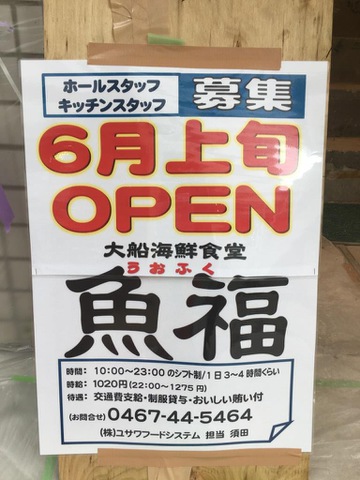 ホールスタッフ
キッチンスタッフ
募集
6月上旬
OPEN
大船海鮮食堂
うおふく
魚福
時間: 10:00〜23:00 のシフト制/1日3〜4時間くらい
時給: 1020円(22:00〜1275円)
待遇: 交通費支給・制服貸与・おいしい賄い付
(お問合せ) 0467-44-5464
(株)ユサワフードシステム 担当 須田